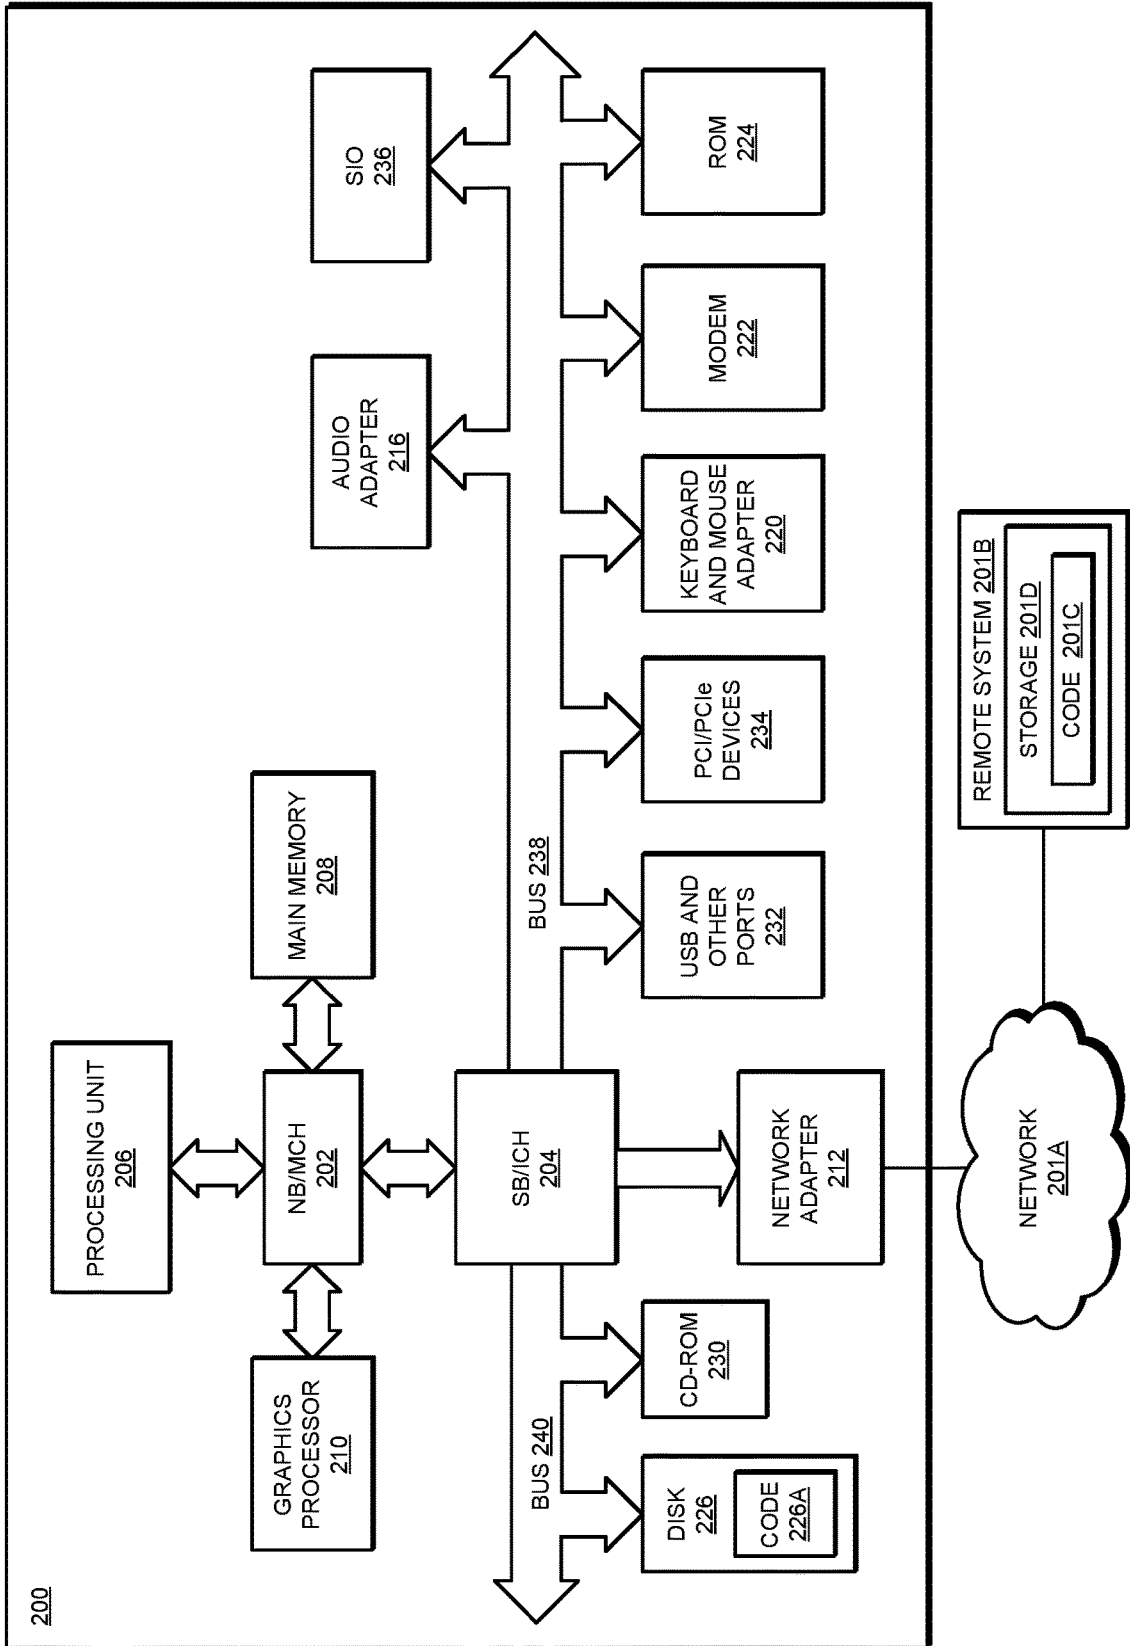 200
PROCESSING UNIT
206
GRAPHICS
PROCESSOR
210
NB/MCH
202
MAIN MEMORY
208
AUDIO
ADAPTER
216
SIO
236
SB/ICH
204
BUS 240
BUS 238
DISK
226
CODE
226A
CD-ROM
230
NETWORK
ADAPTER
212
USB AND
OTHER
PORTS
232
PCI/PCIe
DEVICES
234
KEYBOARD
AND MOUSE
ADAPTER
220
MODEM
222
ROM
224
NETWORK
201A
REMOTE SYSTEM 201B
STORAGE 201D
CODE 201C